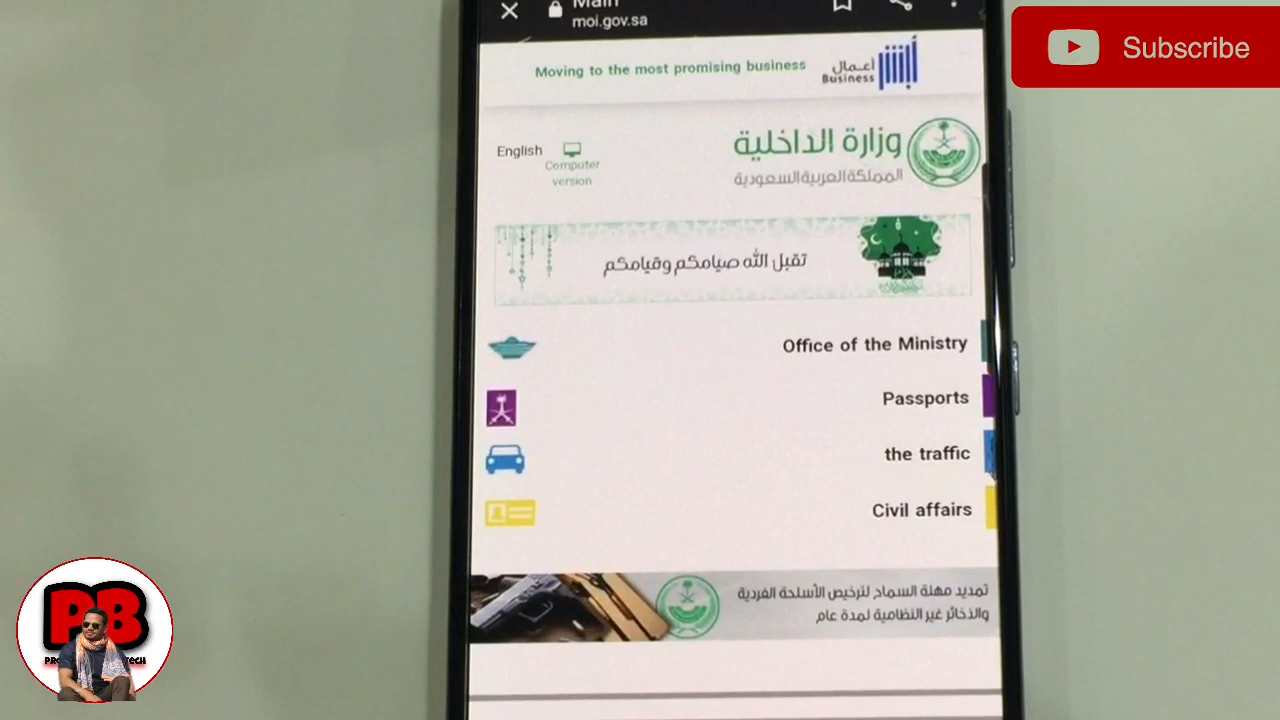 Main
moi.gov.sa
Subscribe
Moving to the most promising business
أعمال
Business
English
Computer
version
وزارة الداخلية
المملكة العربية السعودية
تقبل الله صيامكم وقيامكم
Office of the Ministry
Passports
the traffic
Civil affairs
تمديد مهلة السماح لترخيص الأسلحة الفردية
والذخائر غير النظامية لمدة عام
PB